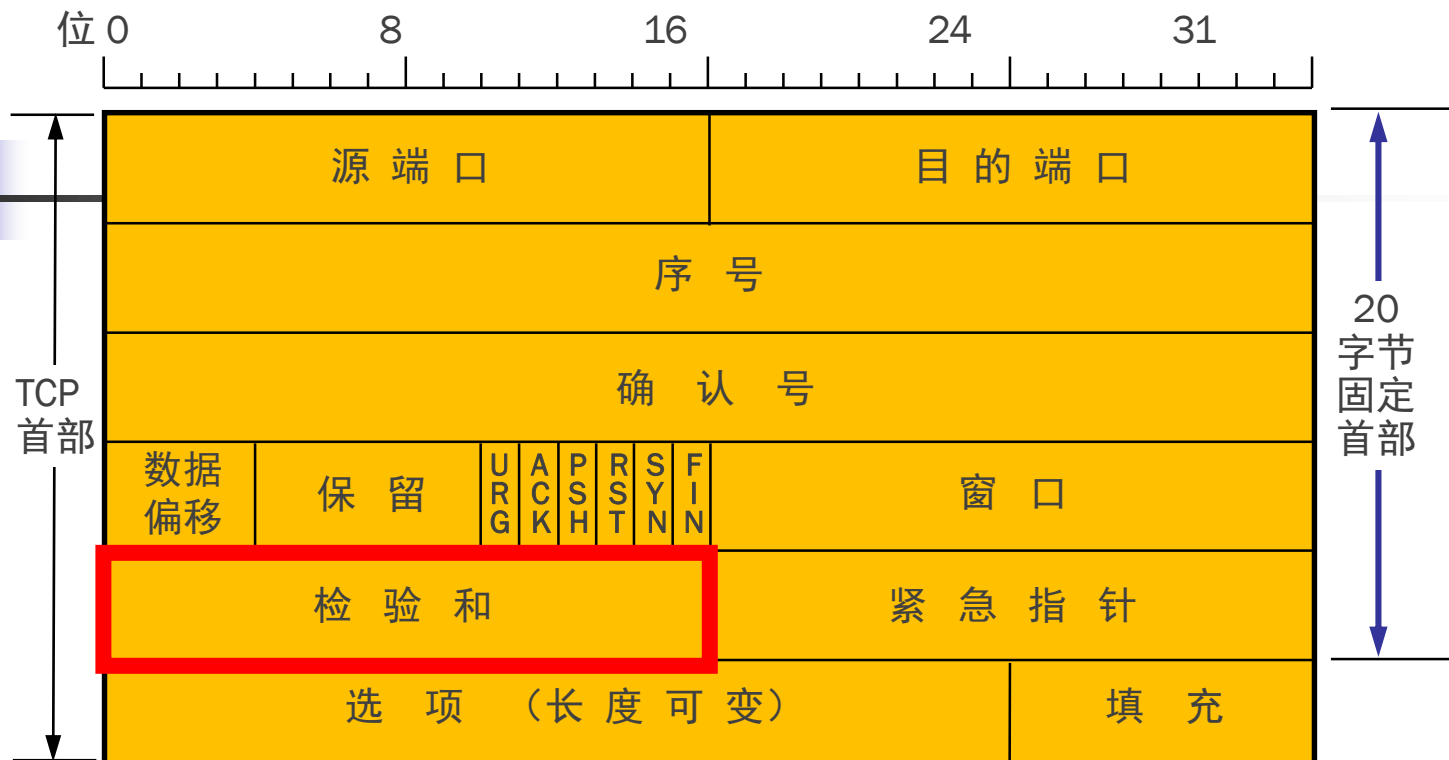 位 0 8 16 24 31
源 端 口 目 的 端 口
序 号
确 认 号
TCP
首部
20
字节
固定
首部
数据
偏移
保 留
URG
ACK
PSH
RST
SYN
FIN
窗 口
检 验 和 紧 急 指 针
选 项 （长 度 可 变） 填 充